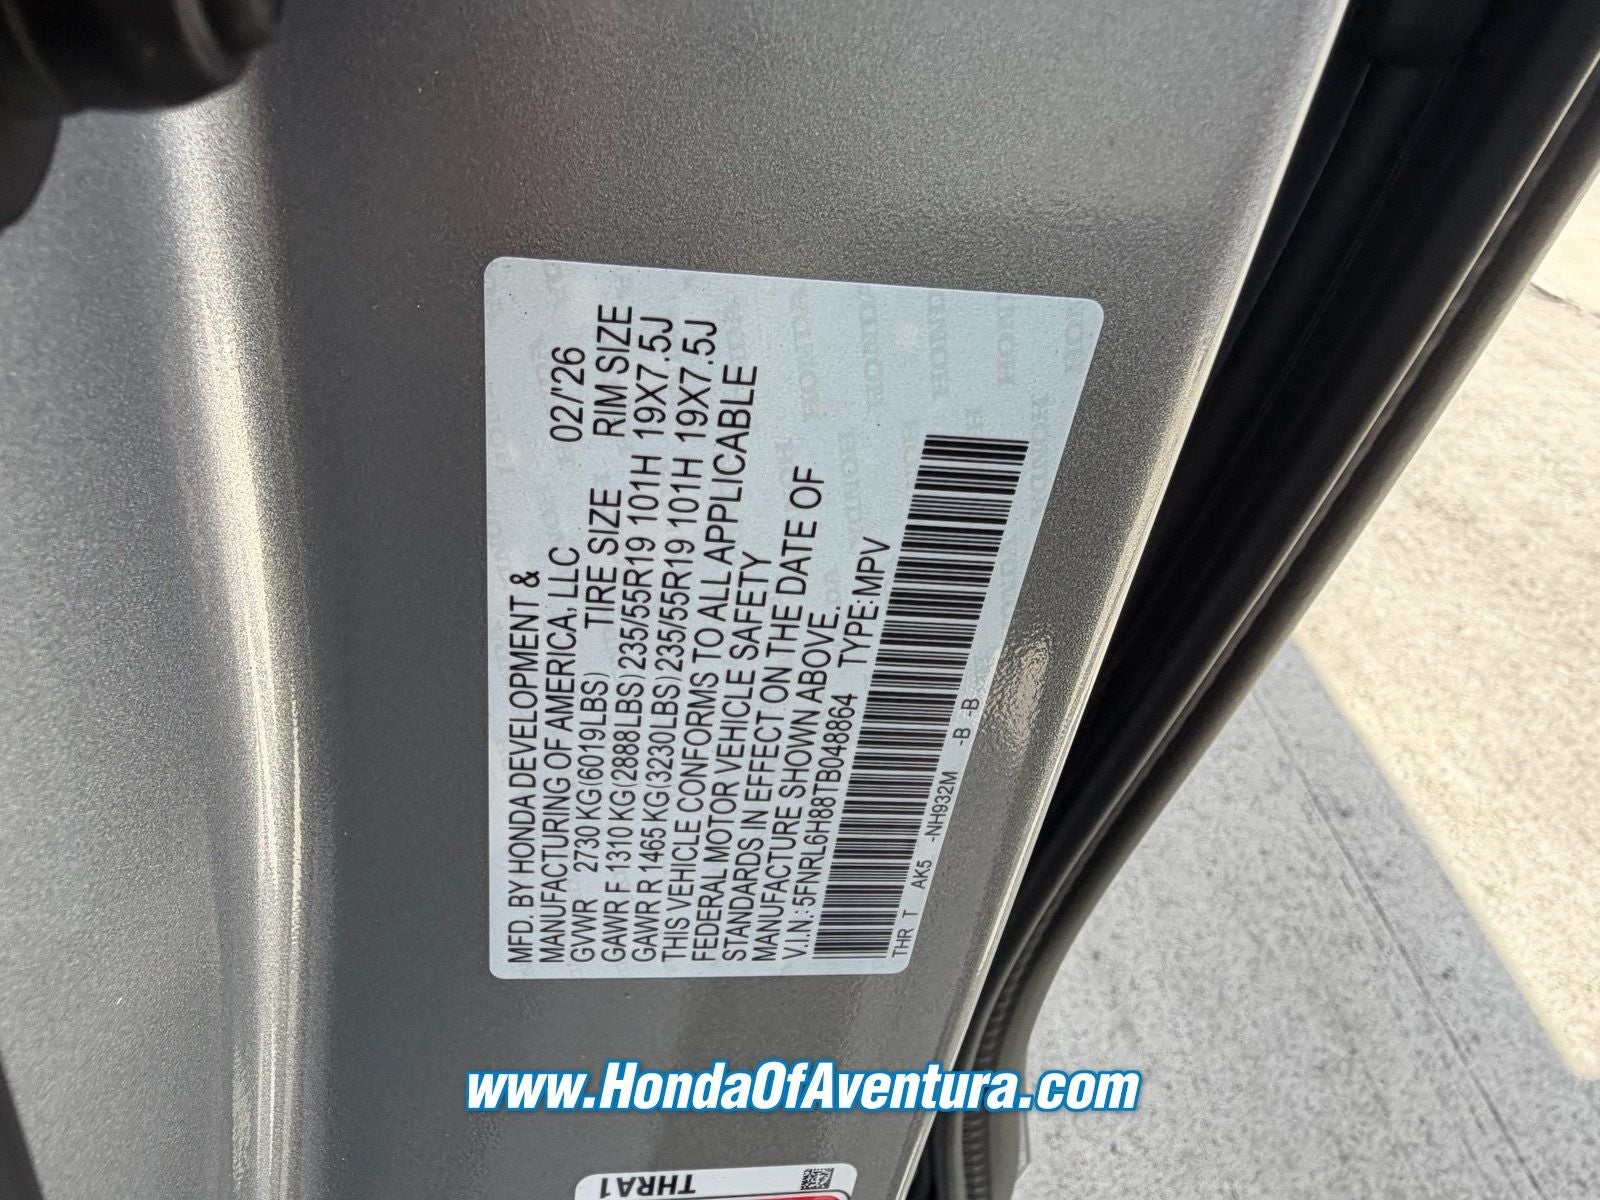 MFD. BY HONDA DEVELOPMENT &
MANUFACTURING OF AMERICA, LLC 02/'26
GVWR 2730 KG(6019LBS) TIRE SIZE RIM SIZE
GAWR F 1310 KG(2888LBS) 235/55R19 101H 19X7.5J
GAWR R 1465 KG(3230LBS) 235/55R19 101H 19X7.5J
THIS VEHICLE CONFORMS TO ALL APPLICABLE
FEDERAL MOTOR VEHICLE SAFETY
STANDARDS IN EFFECT ON THE DATE OF
MANUFACTURE SHOWN ABOVE.
V.I.N.: 5FNRL6H88TB048864 TYPE:MPV
THR T AK5 -NH932M -B -B
www.HondaOfAventura.com
THRA1